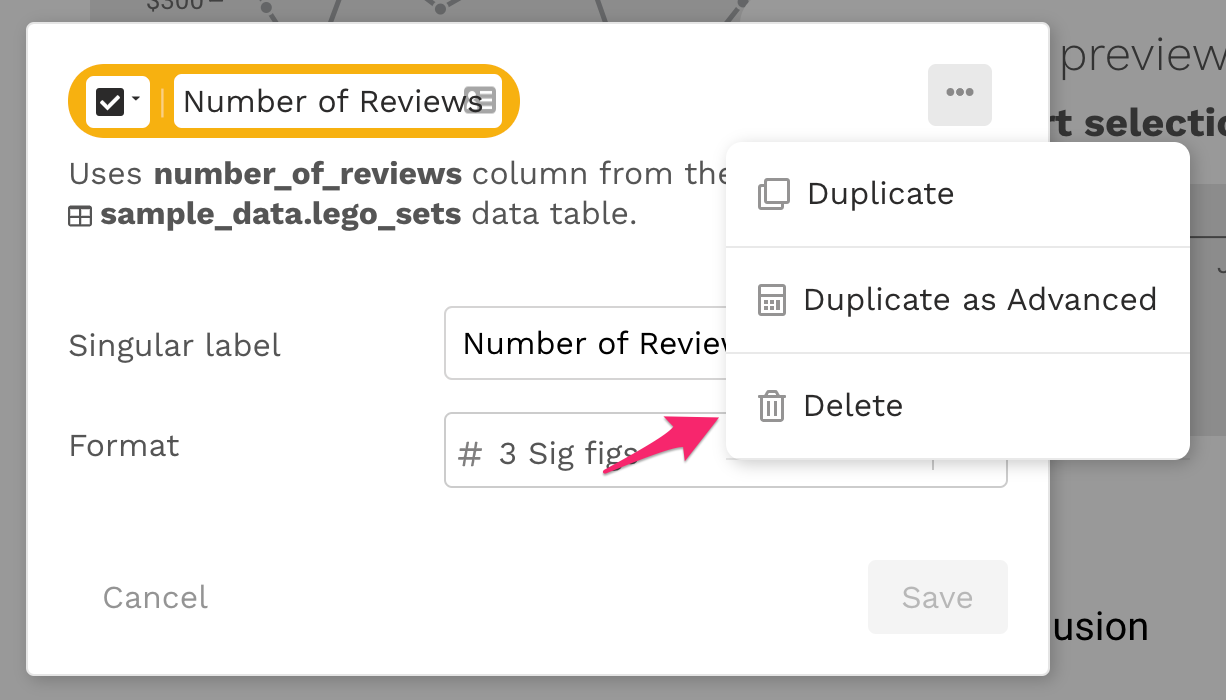 $300
preview
Number of Reviews
•••
rt selectio
Uses number_of_reviews column from the
sample_data.lego_sets data table.
Duplicate
Duplicate as Advanced
Singular label
Number of Review
Delete
Format
# 3 Sig figs
Cancel
Save
usion